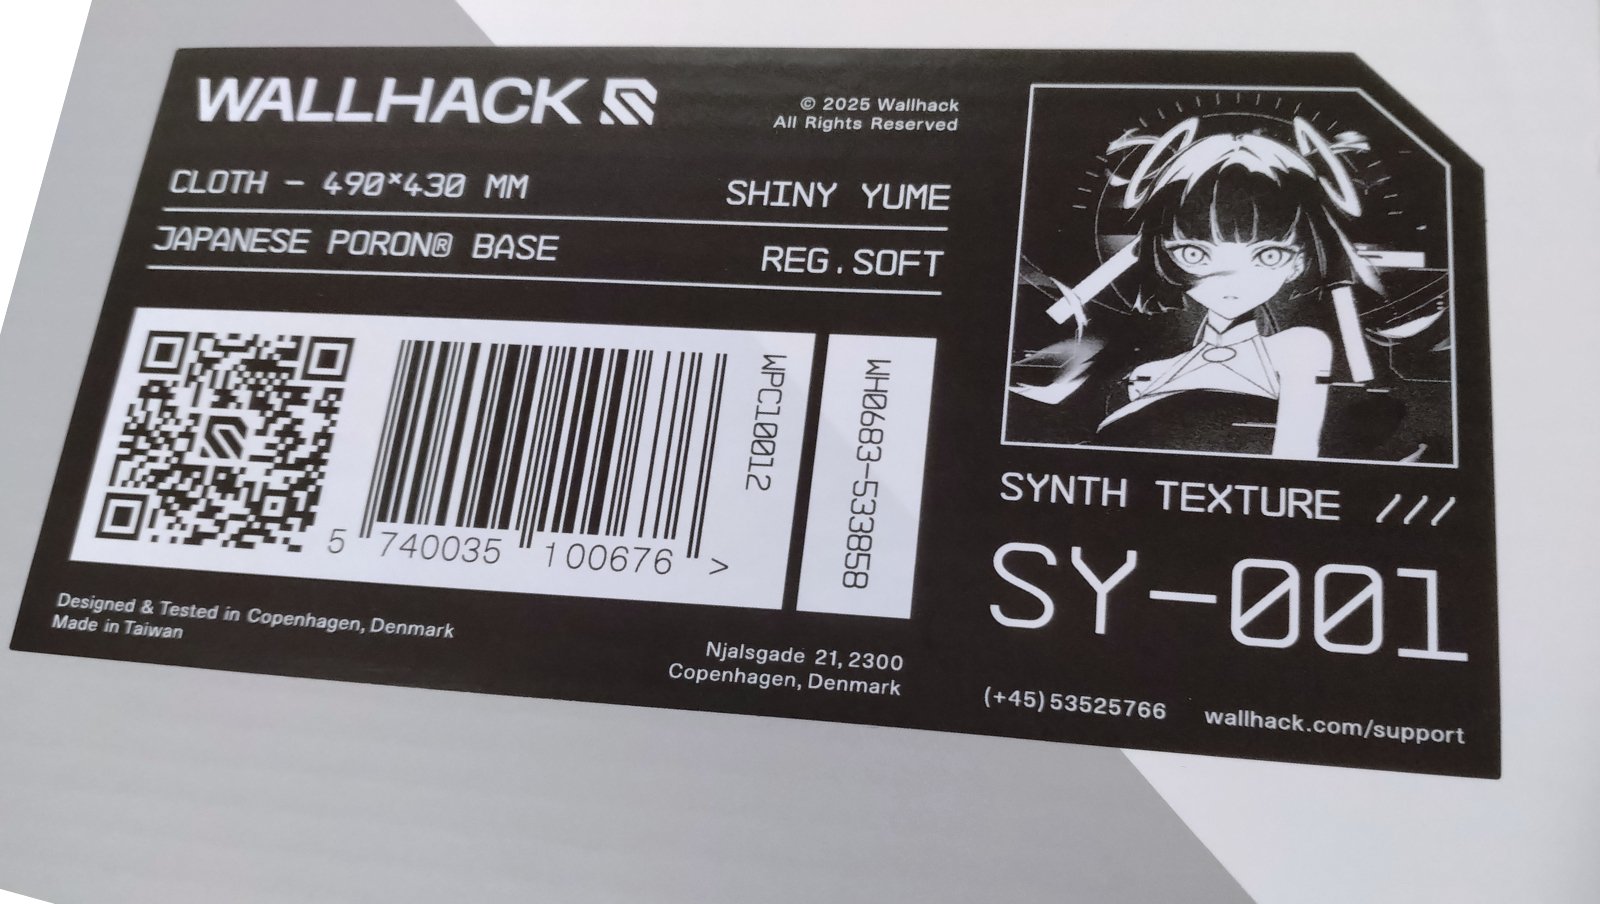 WALLHACK
© 2025 Wallhack
All Rights Reserved
CLOTH - 490×430 MM
SHINY YUME
JAPANESE PORON® BASE
REG.SOFT
5 740035 100676 >
WPC10012
WH0683-533858
Designed & Tested in Copenhagen, Denmark
Made in Taiwan
Njalsgade 21, 2300
Copenhagen, Denmark
SYNTH TEXTURE ///
SY-001
(+45) 53525766
wallhack.com/support